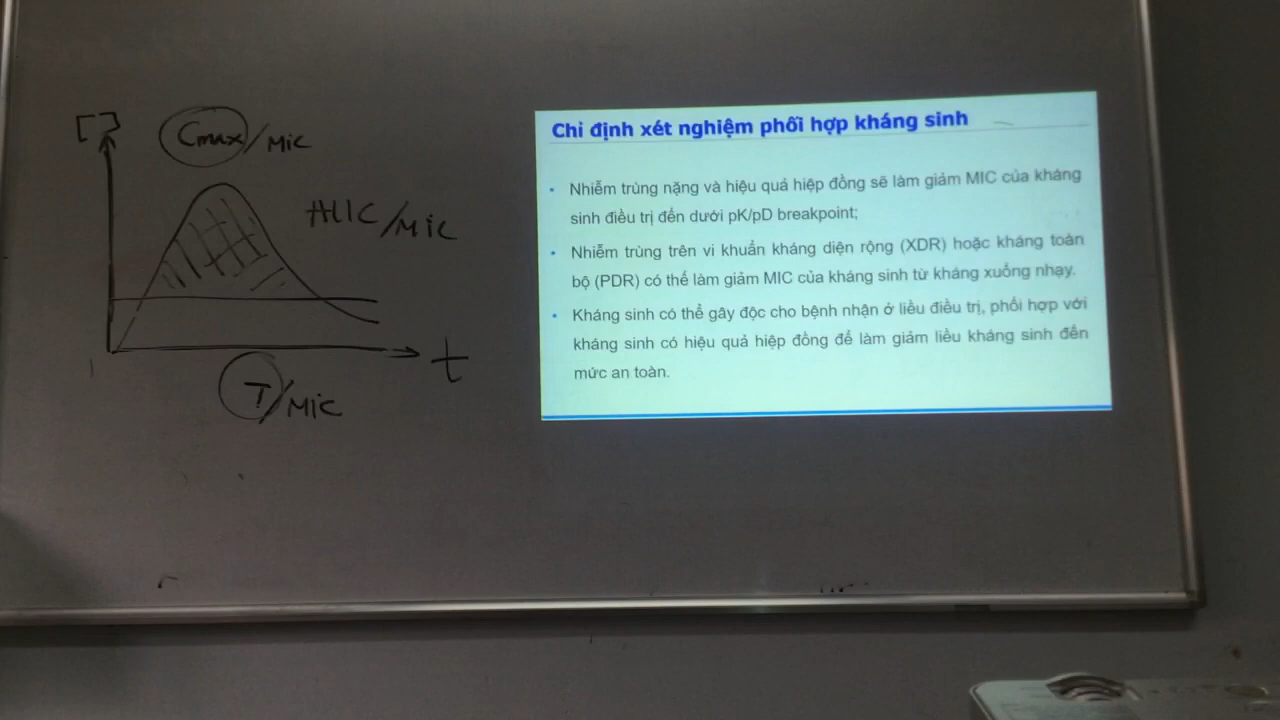 [ ]
Cmax/MiC
AUC/MiC
t
T/MiC
Chỉ định xét nghiệm phối hợp kháng sinh
• Nhiễm trùng nặng và hiệu quả hiệp đồng sẽ làm giảm MIC của kháng
sinh điều trị đến dưới pK/pD breakpoint;
• Nhiễm trùng trên vi khuẩn kháng diện rộng (XDR) hoặc kháng toàn
bộ (PDR) có thể làm giảm MIC của kháng sinh từ kháng xuống nhạy.
• Kháng sinh có thể gây độc cho bệnh nhận ở liều điều trị, phối hợp với
kháng sinh có hiệu quả hiệp đồng để làm giảm liều kháng sinh đến
mức an toàn.